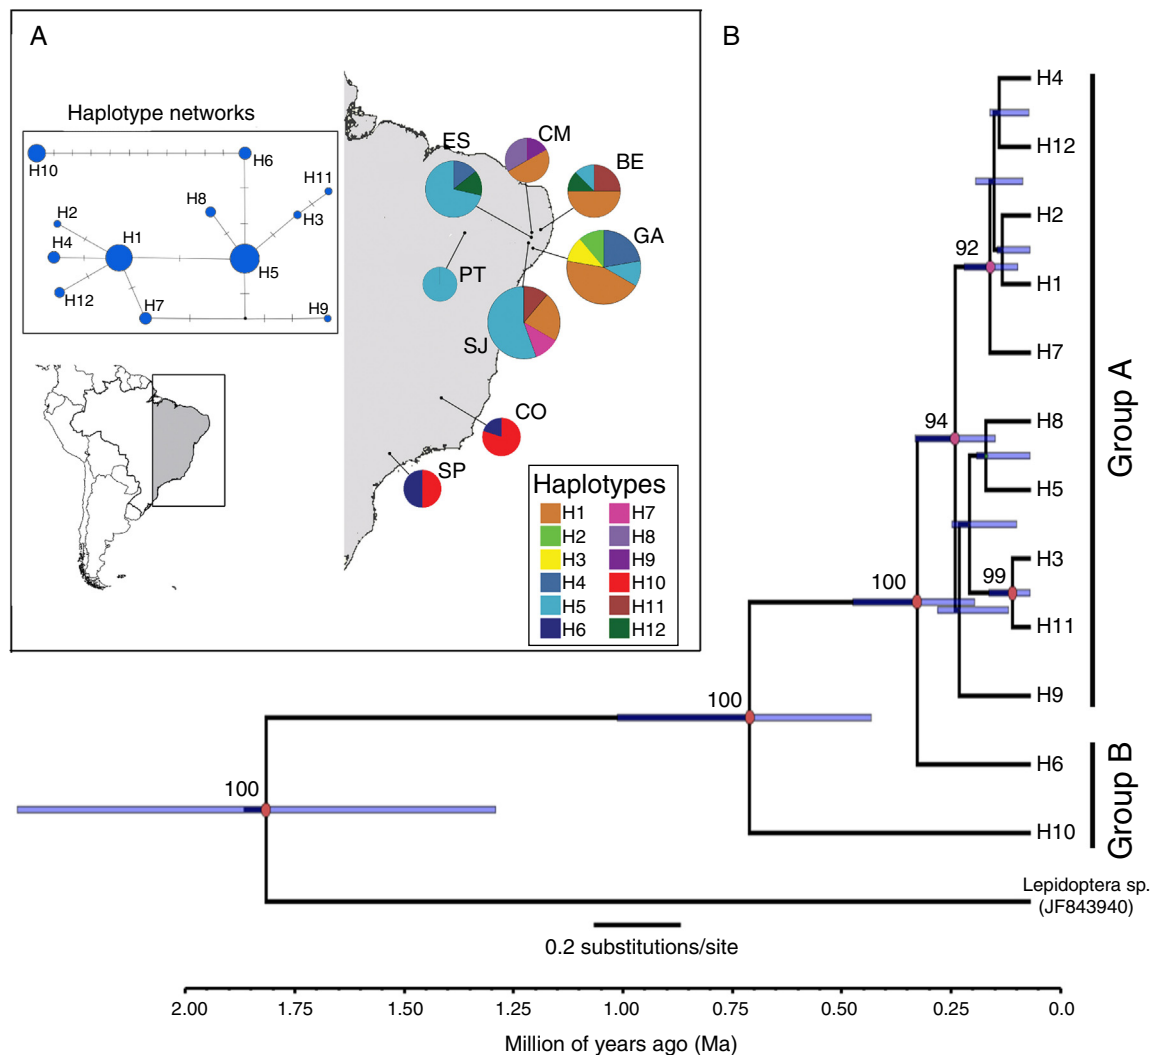 A
Haplotype networks
H10
H6
H11
H8
H3
H2
H1
H4
H5
H12
H7
H9
ES
CM
BE
GA
PT
SJ
CO
SP
Haplotypes
H1
H2
H3
H4
H5
H6
H7
H8
H9
H10
H11
H12
B
H4
H12
H2
92
H1
H7
94
H8
H5
H3
100
99
H11
H9
100
H6
100
H10
Group A
Group B
Lepidoptera sp.
(JF843940)
0.2 substitutions/site
2.00 1.75 1.50 1.25 1.00 0.75 0.50 0.25 0.0
Million of years ago (Ma)